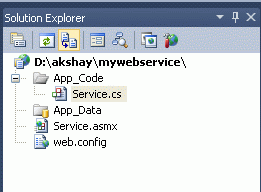 Solution Explorer
D:\akshay\mywebservice\
App_Code
Service.cs
App_Data
Service.asmx
web.config